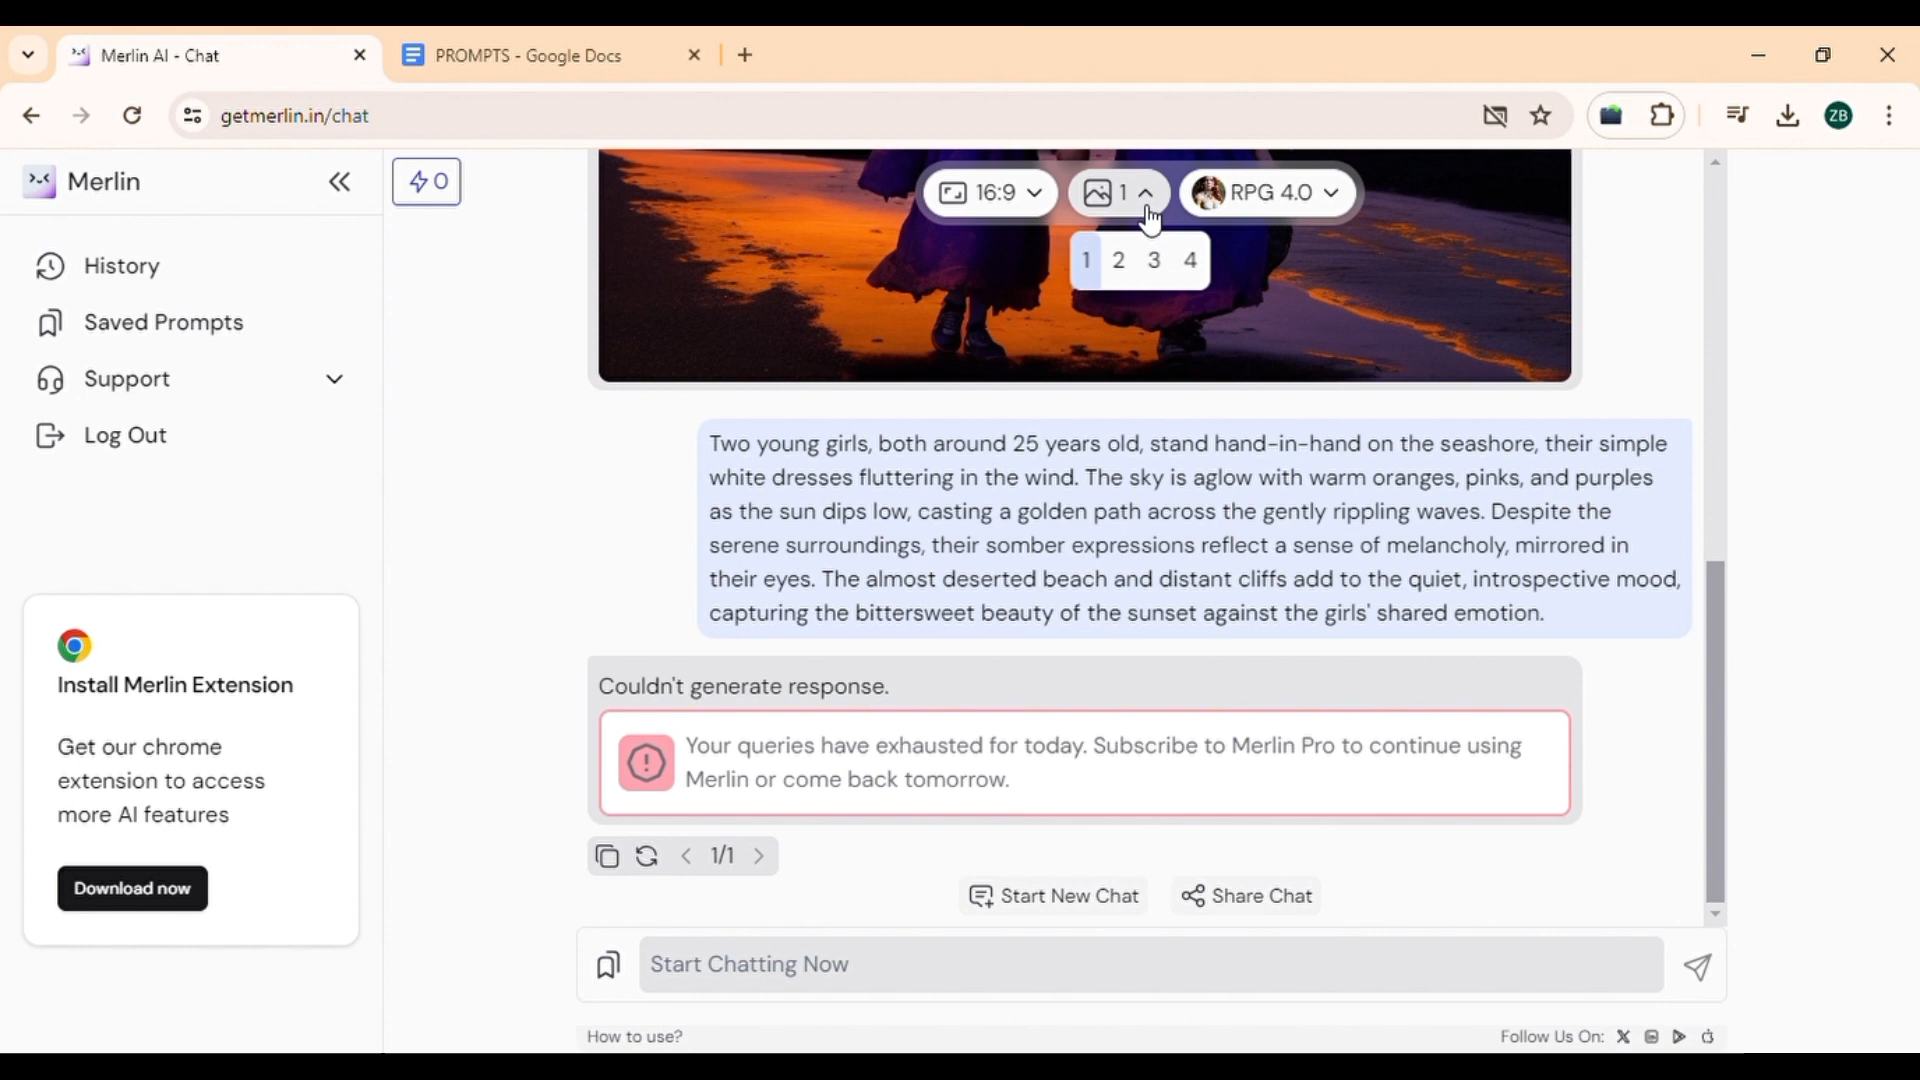 Merlin AI - Chat
PROMPTS - Google Docs
getmerlin.in/chat
ZB
Merlin
0
16:9
1
RPG 4.0
1 2 3 4
History
Saved Prompts
Support
Log Out
Two young girls, both around 25 years old, stand hand-in-hand on the seashore, their simple
white dresses fluttering in the wind. The sky is aglow with warm oranges, pinks, and purples
as the sun dips low, casting a golden path across the gently rippling waves. Despite the
serene surroundings, their somber expressions reflect a sense of melancholy, mirrored in
their eyes. The almost deserted beach and distant cliffs add to the quiet, introspective mood,
capturing the bittersweet beauty of the sunset against the girls' shared emotion.
Install Merlin Extension
Get our chrome
extension to access
more AI features
Download now
Couldn't generate response.
Your queries have exhausted for today. Subscribe to Merlin Pro to continue using
Merlin or come back tomorrow.
1/1
Start New Chat
Share Chat
Start Chatting Now
How to use?
Follow Us On: